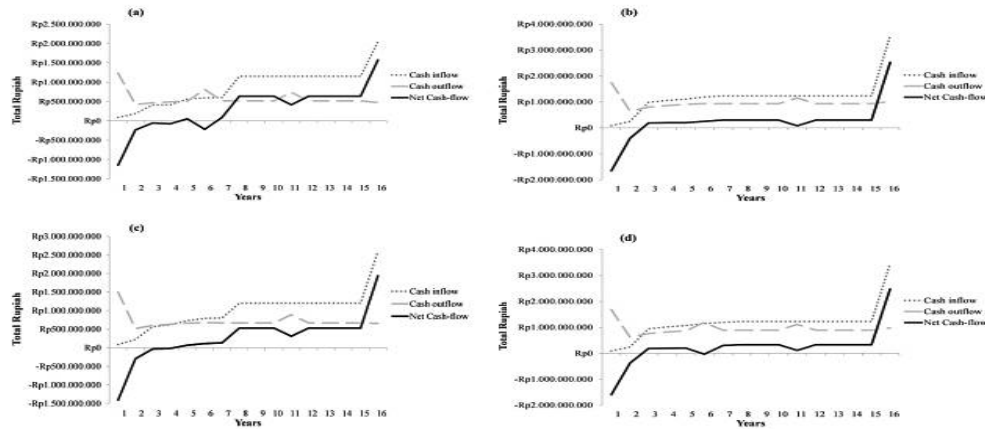 (a)
Total Rupiah
Rp2.500.000.000
Rp2.000.000.000
Rp1.500.000.000
Rp1.000.000.000
Rp500.000.000
Rp0
-Rp500.000.000
-Rp1.000.000.000
-Rp1.500.000.000
1 2 3 4 5 6 7 8 9 10 11 12 13 14 15 16
Years
Cash inflow
Cash outflow
Net Cash-flow
(b)
Total Rupiah
Rp4.000.000.000
Rp3.000.000.000
Rp2.000.000.000
Rp1.000.000.000
Rp0
-Rp1.000.000.000
-Rp2.000.000.000
1 2 3 4 5 6 7 8 9 10 11 12 13 14 15 16
Years
Cash inflow
Cash outflow
Net Cash-flow
(c)
Total Rupiah
Rp3.000.000.000
Rp2.500.000.000
Rp2.000.000.000
Rp1.500.000.000
Rp1.000.000.000
Rp500.000.000
Rp0
-Rp500.000.000
-Rp1.000.000.000
-Rp1.500.000.000
1 2 3 4 5 6 7 8 9 10 11 12 13 14 15 16
Years
Cash inflow
Cash outflow
Net Cash-flow
(d)
Total Rupiah
Rp4.000.000.000
Rp3.000.000.000
Rp2.000.000.000
Rp1.000.000.000
Rp0
-Rp1.000.000.000
-Rp2.000.000.000
1 2 3 4 5 6 7 8 9 10 11 12 13 14 15 16
Years
Cash inflow
Cash outflow
Net Cash-flow